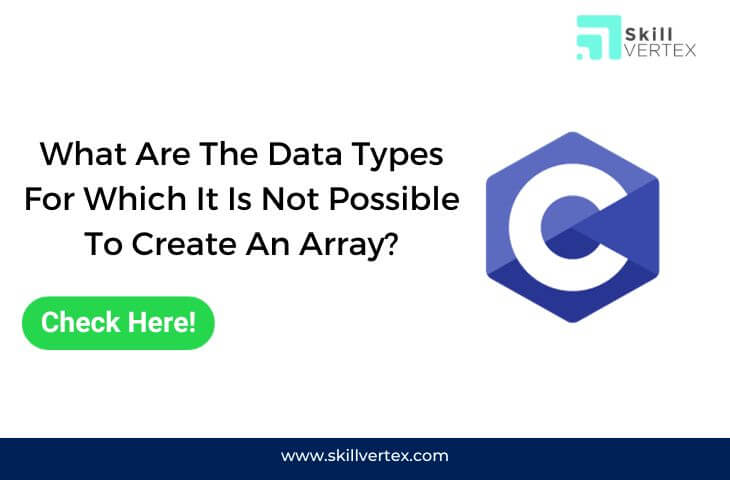 Skill
VERTEX
What Are The Data Types
For Which It Is Not Possible
To Create An Array?
C
Check Here!
www.skillvertex.com